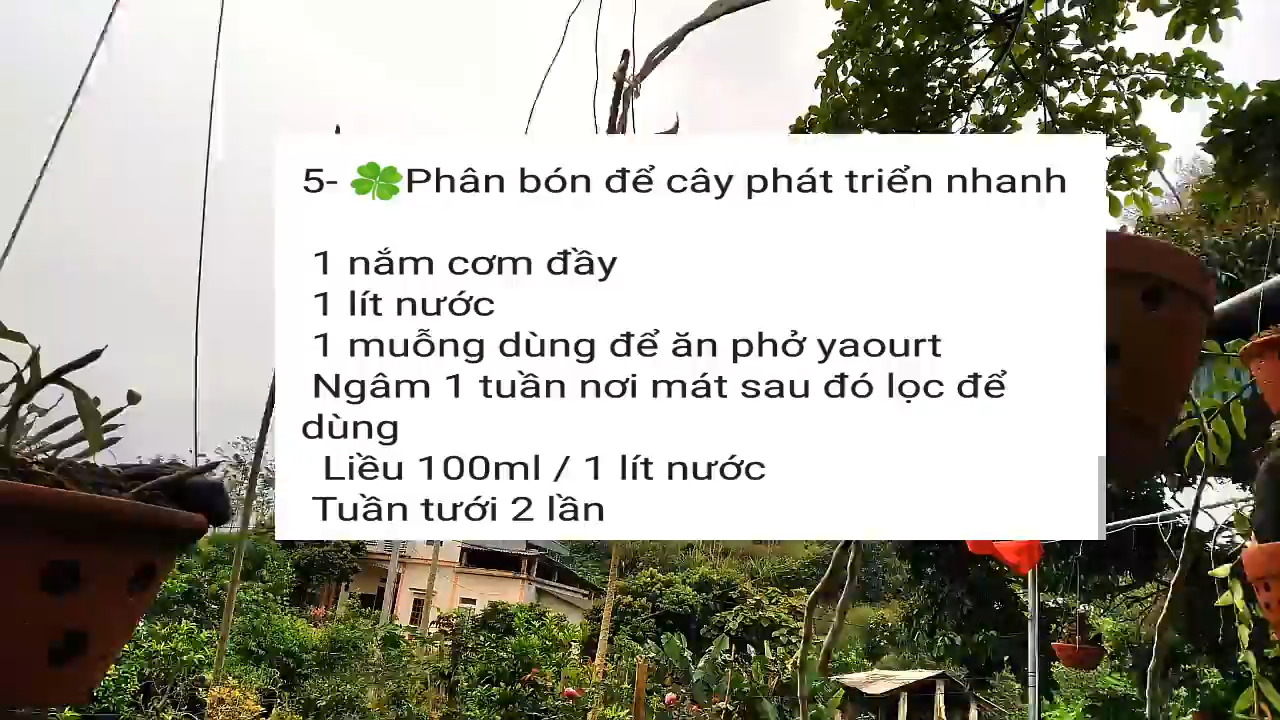 5- 🍀Phân bón để cây phát triển nhanh
1 nắm cơm đầy
1 lít nước
1 muỗng dùng để ăn phở yaourt
Ngâm 1 tuần nơi mát sau đó lọc để
dùng
Liều 100ml / 1 lít nước
Tuần tưới 2 lần